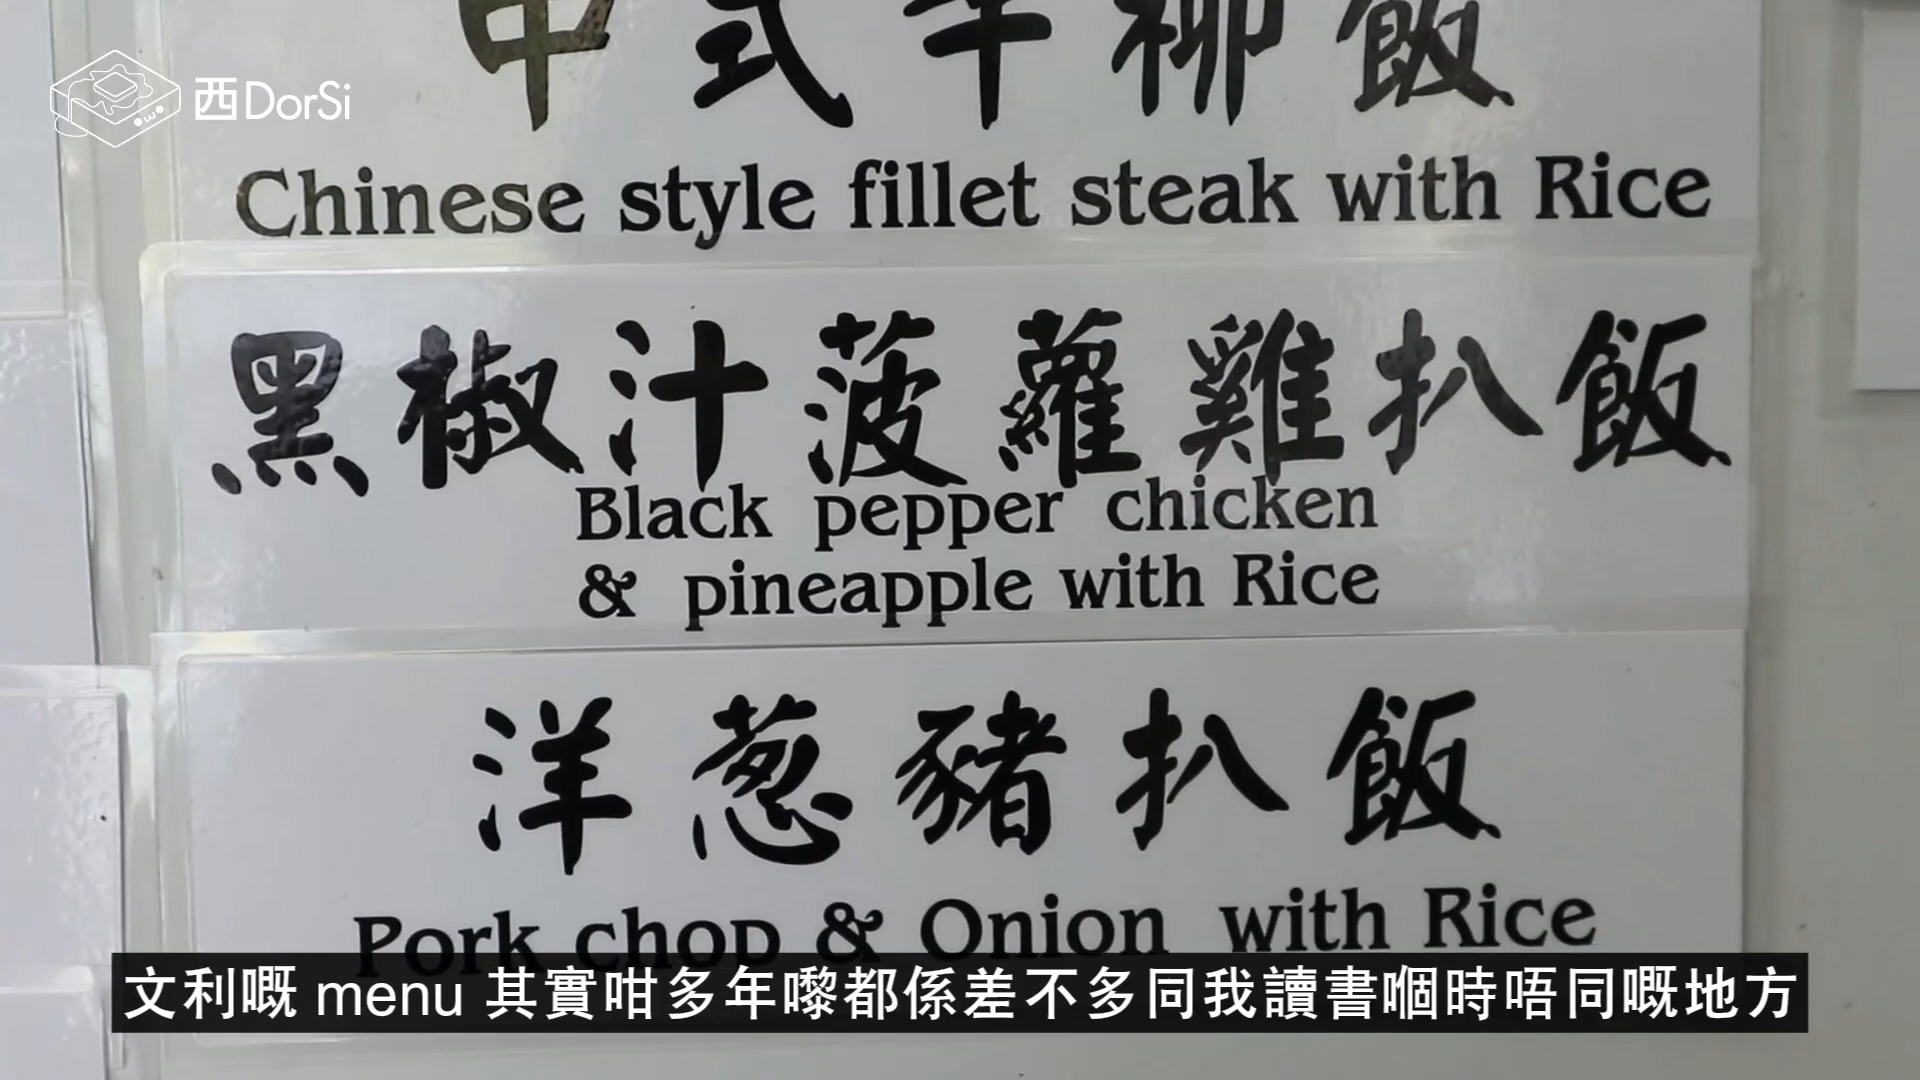 西DorSi
中式牛柳飯
Chinese style fillet steak with Rice
黑椒汁菠蘿雞扒飯
Black pepper chicken
& pineapple with Rice
洋葱豬扒飯
Pork chop & Onion with Rice
文利嘅 menu 其實咁多年嚟都係差不多同我讀書嗰時唔同嘅地方